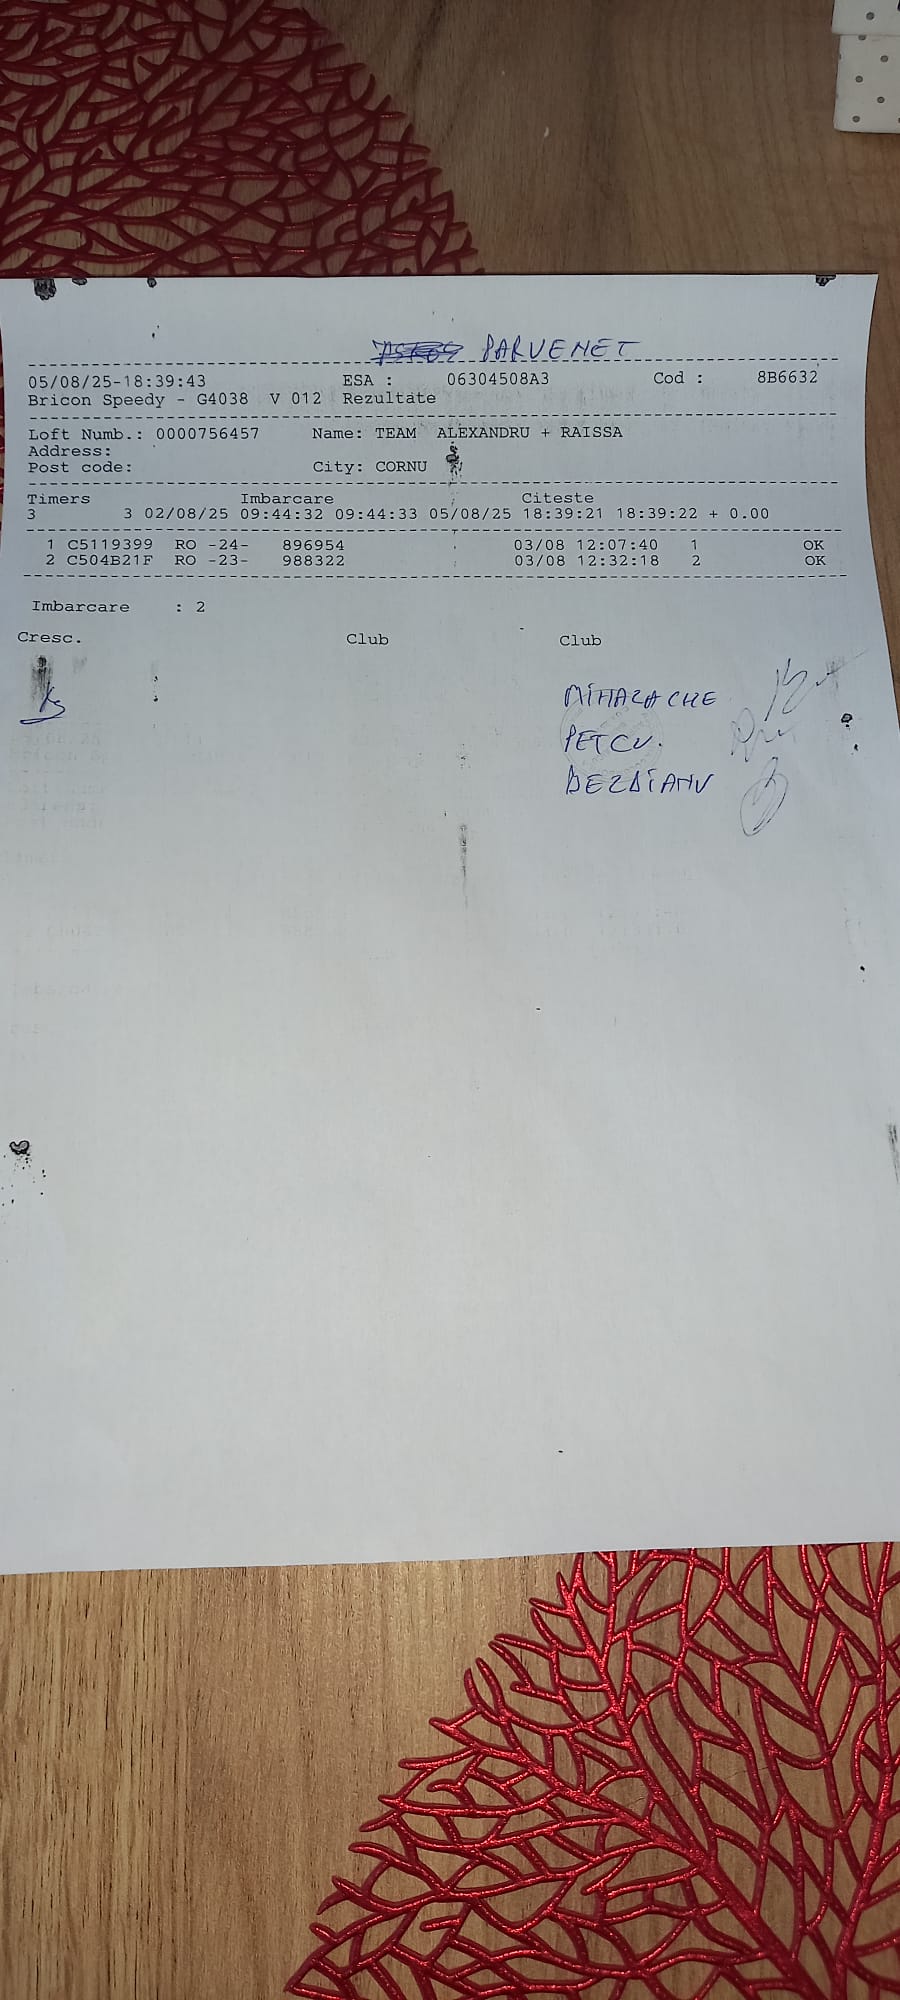 PARVENET
05/08/25-18:39:43 ESA : 06304508A3 Cod : 8B6632
Bricon Speedy - G4038 V 012 Rezultate
Loft Numb.: 0000756457 Name: TEAM ALEXANDRU + RAISSA
Address:
Post code: City: CORNU
Timers Imbarcare Citeste
3 3 02/08/25 09:44:32 09:44:33 05/08/25 18:39:21 18:39:22 + 0.00
1 C5119399 RO -24- 896954 03/08 12:07:40 1 OK
2 C504B21F RO -23- 988322 03/08 12:32:18 2 OK
Imbarcare : 2
Cresc. Club Club
MIHALACHE
PETCU.
BEZDIANU